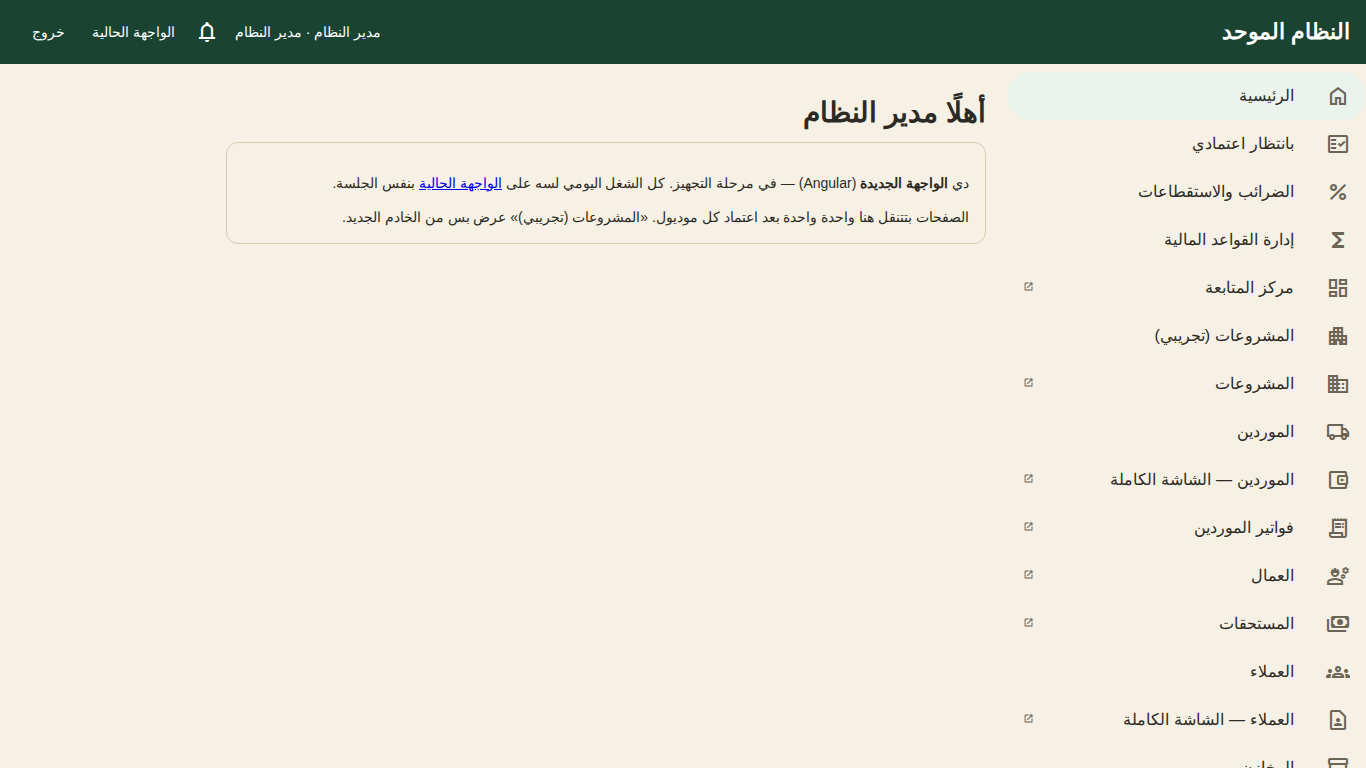 النظام الموحد
مدير النظام · مدير النظام
الواجهة الحالية
خروج
الرئيسية
بانتظار اعتمادي
الضرائب والاستقطاعات
إدارة القواعد المالية
مركز المتابعة
المشروعات (تجريبي)
المشروعات
الموردين
الموردين — الشاشة الكاملة
فواتير الموردين
العمال
المستحقات
العملاء
العملاء — الشاشة الكاملة
أهلًا مدير النظام
دي الواجهة الجديدة (Angular) — في مرحلة التجهيز. كل الشغل اليومي لسه على الواجهة الحالية بنفس الجلسة.
الصفحات بتتنقل هنا واحدة واحدة بعد اعتماد كل موديول. «المشروعات (تجريبي)» عرض بس من الخادم الجديد.